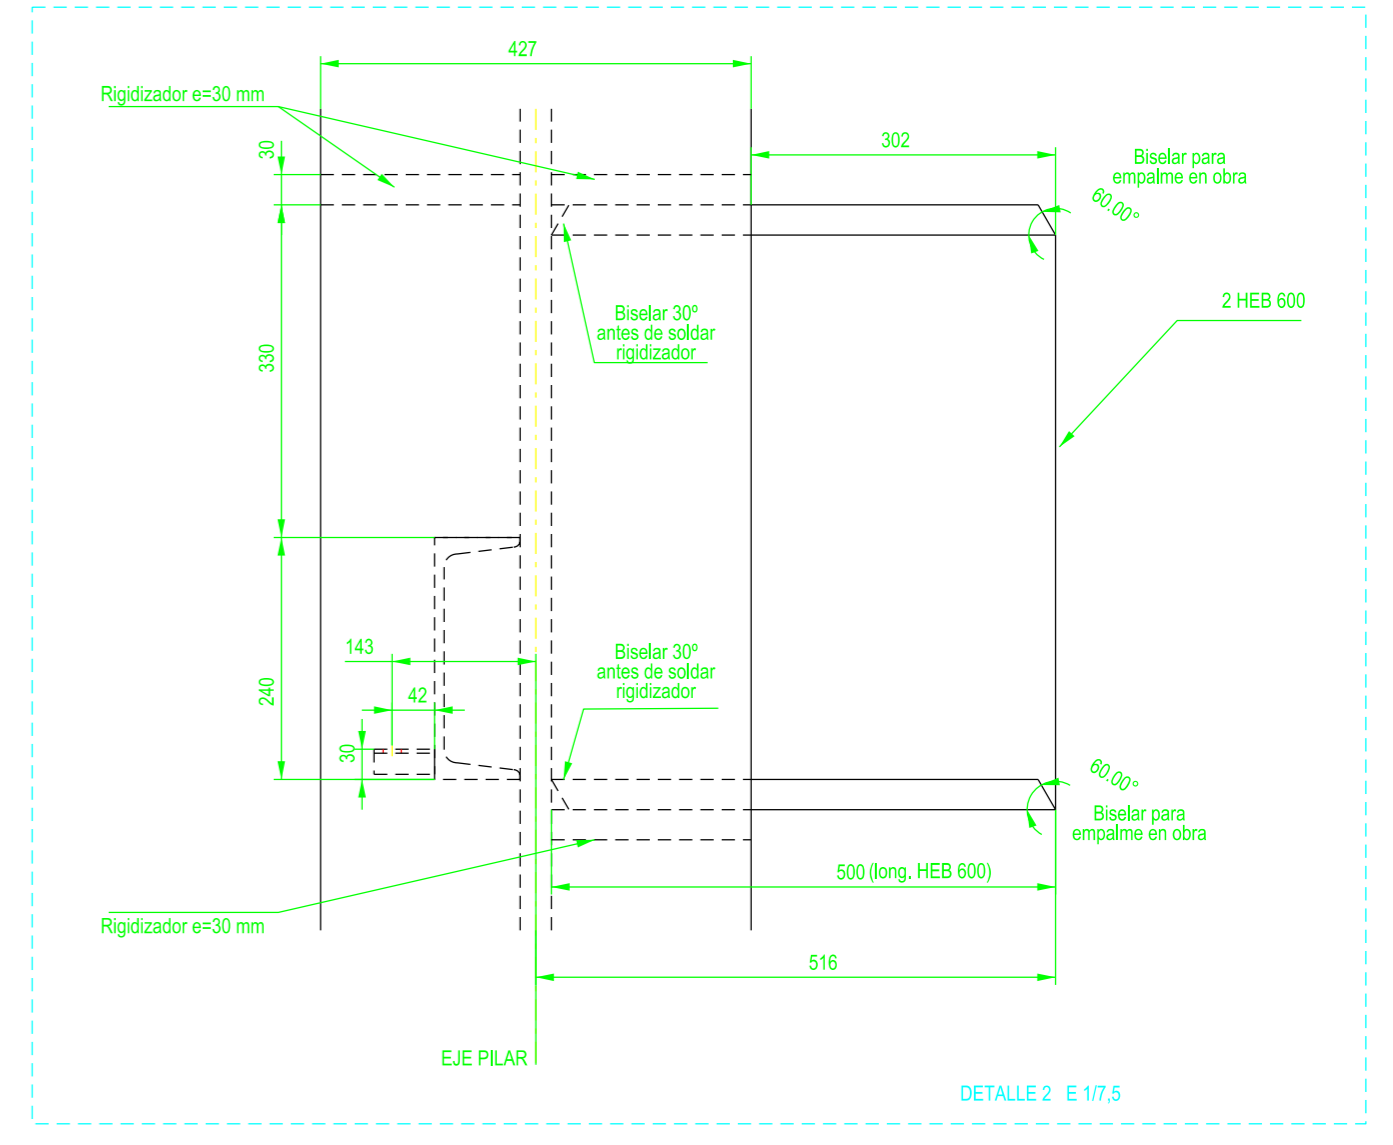 427
Rigidizador e=30 mm
30
302
Biselar para
empalme en obra
60.00°
2 HEB 600
Biselar 30º
antes de soldar
rigidizador
330
Biselar 30º
antes de soldar
rigidizador
143
240
42
30
60.00°
Biselar para
empalme en obra
500 (long, HEB 600)
Rigidizador e=30 mm
516
EJE PILAR
DETALLE 2 E 1/7,5